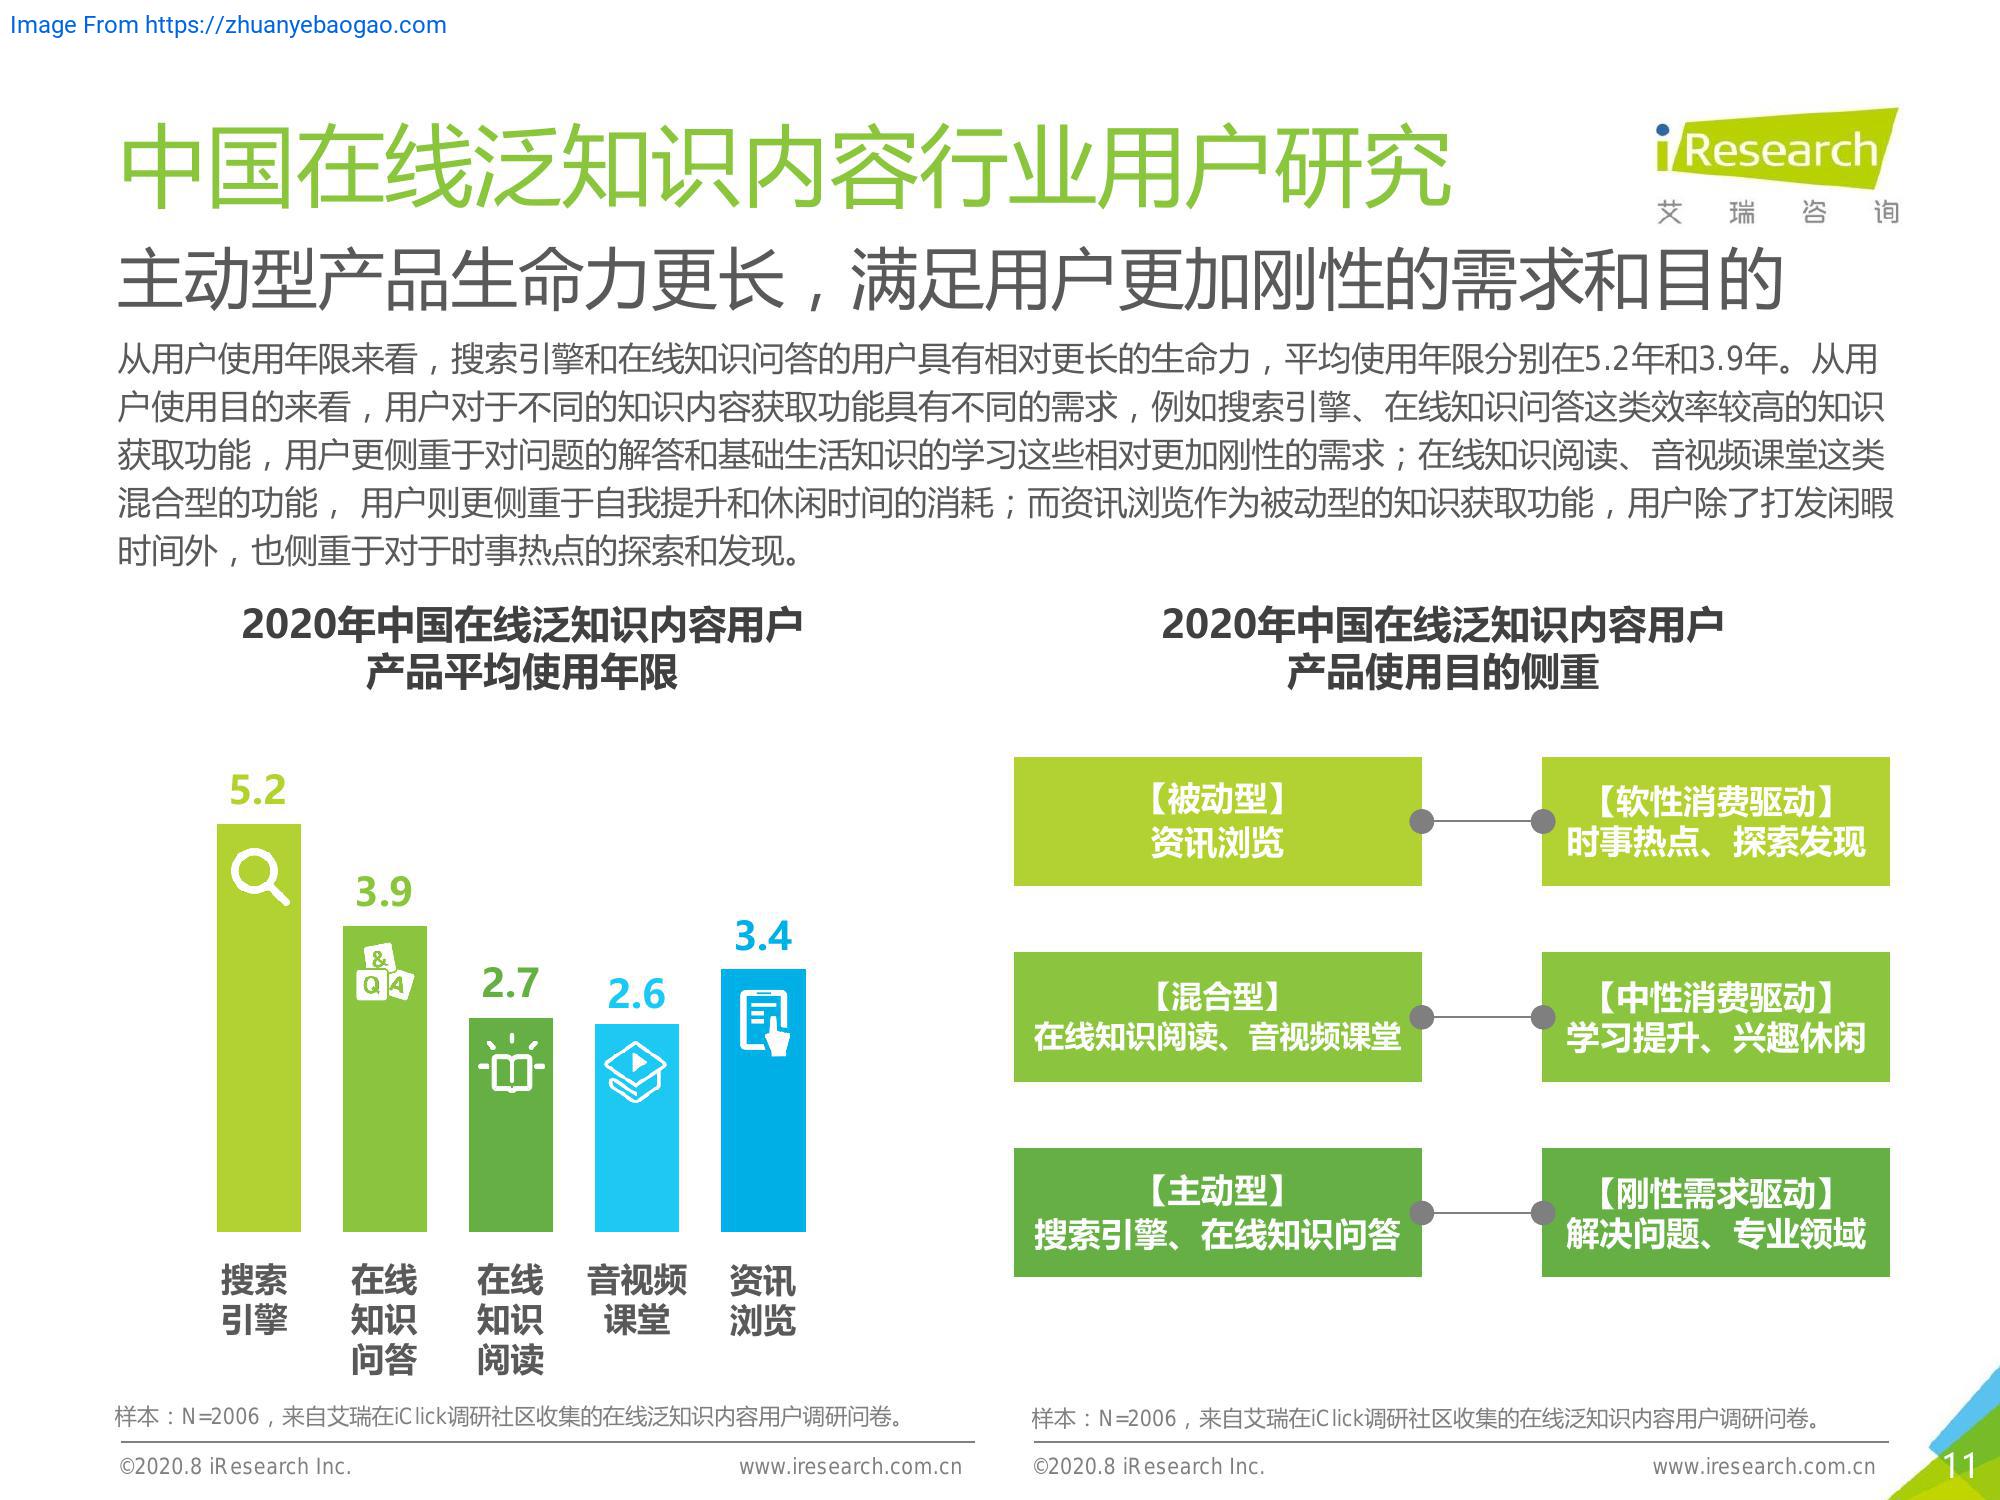 Image From https://zhuanyebaogao.com
中国在线泛知识内容行业用户研究
iResearch
艾瑞咨询
主动型产品生命力更长，满足用户更加刚性的需求和目的
从用户使用年限来看，搜索引擎和在线知识问答的用户具有相对更长的生命力，平均使用年限分别在5.2年和3.9年。从用
户使用目的来看，用户对于不同的知识内容获取功能具有不同的需求，例如搜索引擎、在线知识问答这类效率较高的知识
获取功能，用户更侧重于对问题的解答和基础生活知识的学习这些相对更加刚性的需求；在线知识阅读、音视频课堂这类
混合型的功能， 用户则更侧重于自我提升和休闲时间的消耗；而资讯浏览作为被动型的知识获取功能，用户除了打发闲暇
时间外，也侧重于对于时事热点的探索和发现。
2020年中国在线泛知识内容用户
产品平均使用年限
5.2
3.9
2.7
2.6
3.4
&
Q A
搜索
引擎
在线
知识
问答
在线
知识
阅读
音视频
课堂
资讯
浏览
样本：N=2006，来自艾瑞在iClick调研社区收集的在线泛知识内容用户调研问卷。
©2020.8 iResearch Inc.
www.iresearch.com.cn
2020年中国在线泛知识内容用户
产品使用目的侧重
【被动型】
资讯浏览
【软性消费驱动】
时事热点、探索发现
【混合型】
在线知识阅读、音视频课堂
【中性消费驱动】
学习提升、兴趣休闲
【主动型】
搜索引擎、在线知识问答
【刚性需求驱动】
解决问题、专业领域
样本：N=2006，来自艾瑞在iClick调研社区收集的在线泛知识内容用户调研问卷。
©2020.8 iResearch Inc.
www.iresearch.com.cn
11